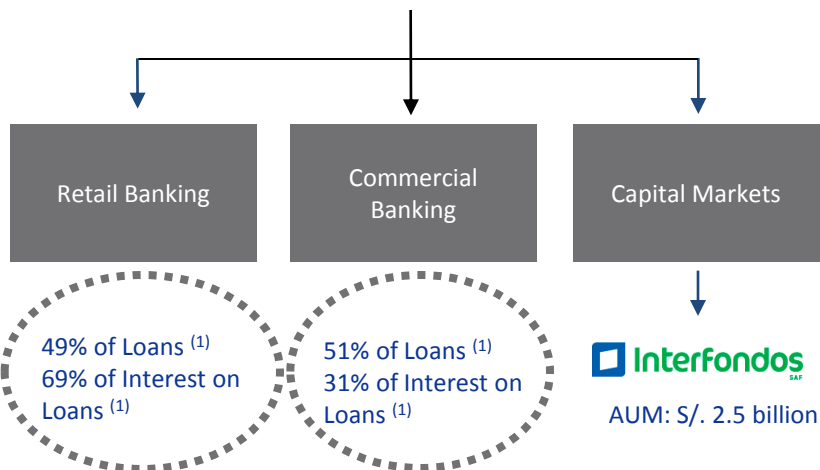 Retail Banking
Commercial
Banking
Capital Markets
49% of Loans (1)
69% of Interest on
Loans (1)
51% of Loans (1)
31% of Interest on
Loans (1)
Interfondos
SAF
AUM: S/. 2.5 billion